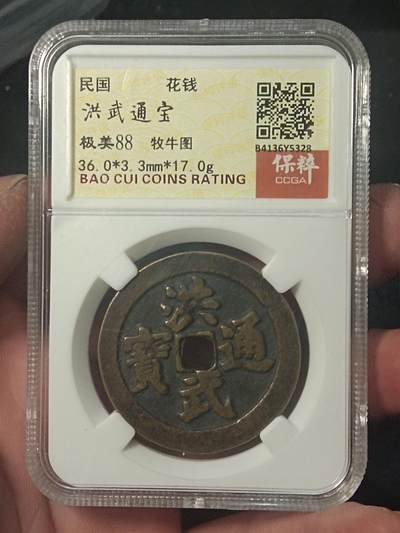 民国 花钱
洪武通宝
极美88 牧牛图
36.0*3.3mm*17.0g
BAO CUI COINS RATING
B4136Y5328
保粹
CCGA
洪武通寳